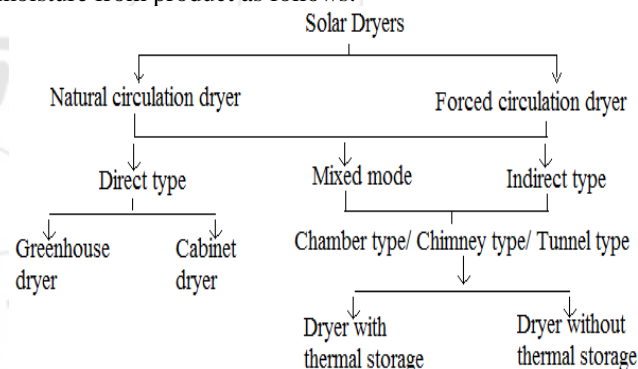 moisture from product as follows.
Solar Dryers
Natural circulation dryer
Forced circulation dryer
Direct type
Mixed mode
Indirect type
Greenhouse
dryer
Cabinet
dryer
Chamber type/ Chimney type/ Tunnel type
Dryer with
thermal storage
Dryer without
thermal storage